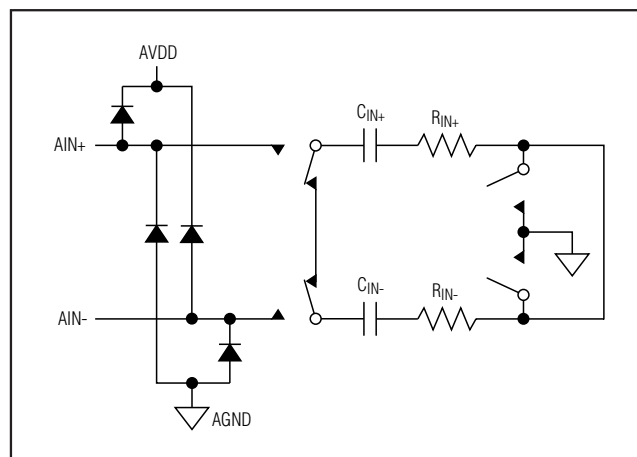 AVDD
CIN+
RIN+
AIN+
CIN-
RIN-
AIN-
AGND